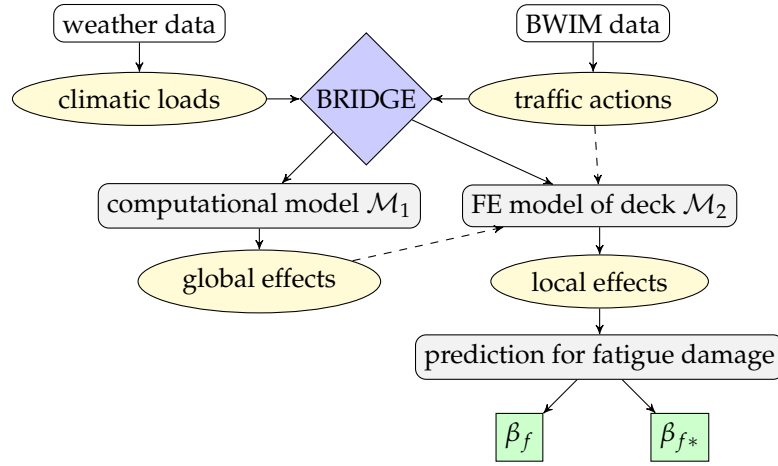 weather data
BWIM data
climatic loads
BRIDGE
traffic actions
computational model ℳ₁
FE model of deck ℳ₂
global effects
local effects
prediction for fatigue damage
β_f
β_{f*}